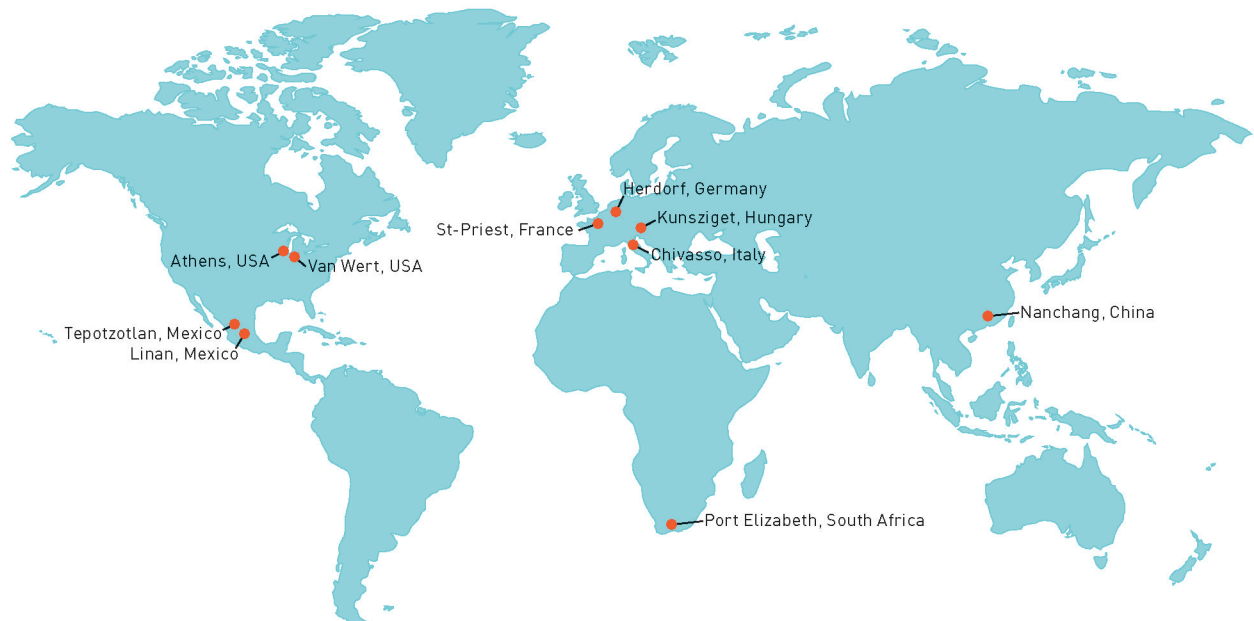 Herdorf, Germany
Kunsziget, Hungary
St-Priest, France
Chivasso, Italy
Athens, USA
Van Wert, USA
Nanchang, China
Tepotzotlan, Mexico
Linan, Mexico
Port Elizabeth, South Africa